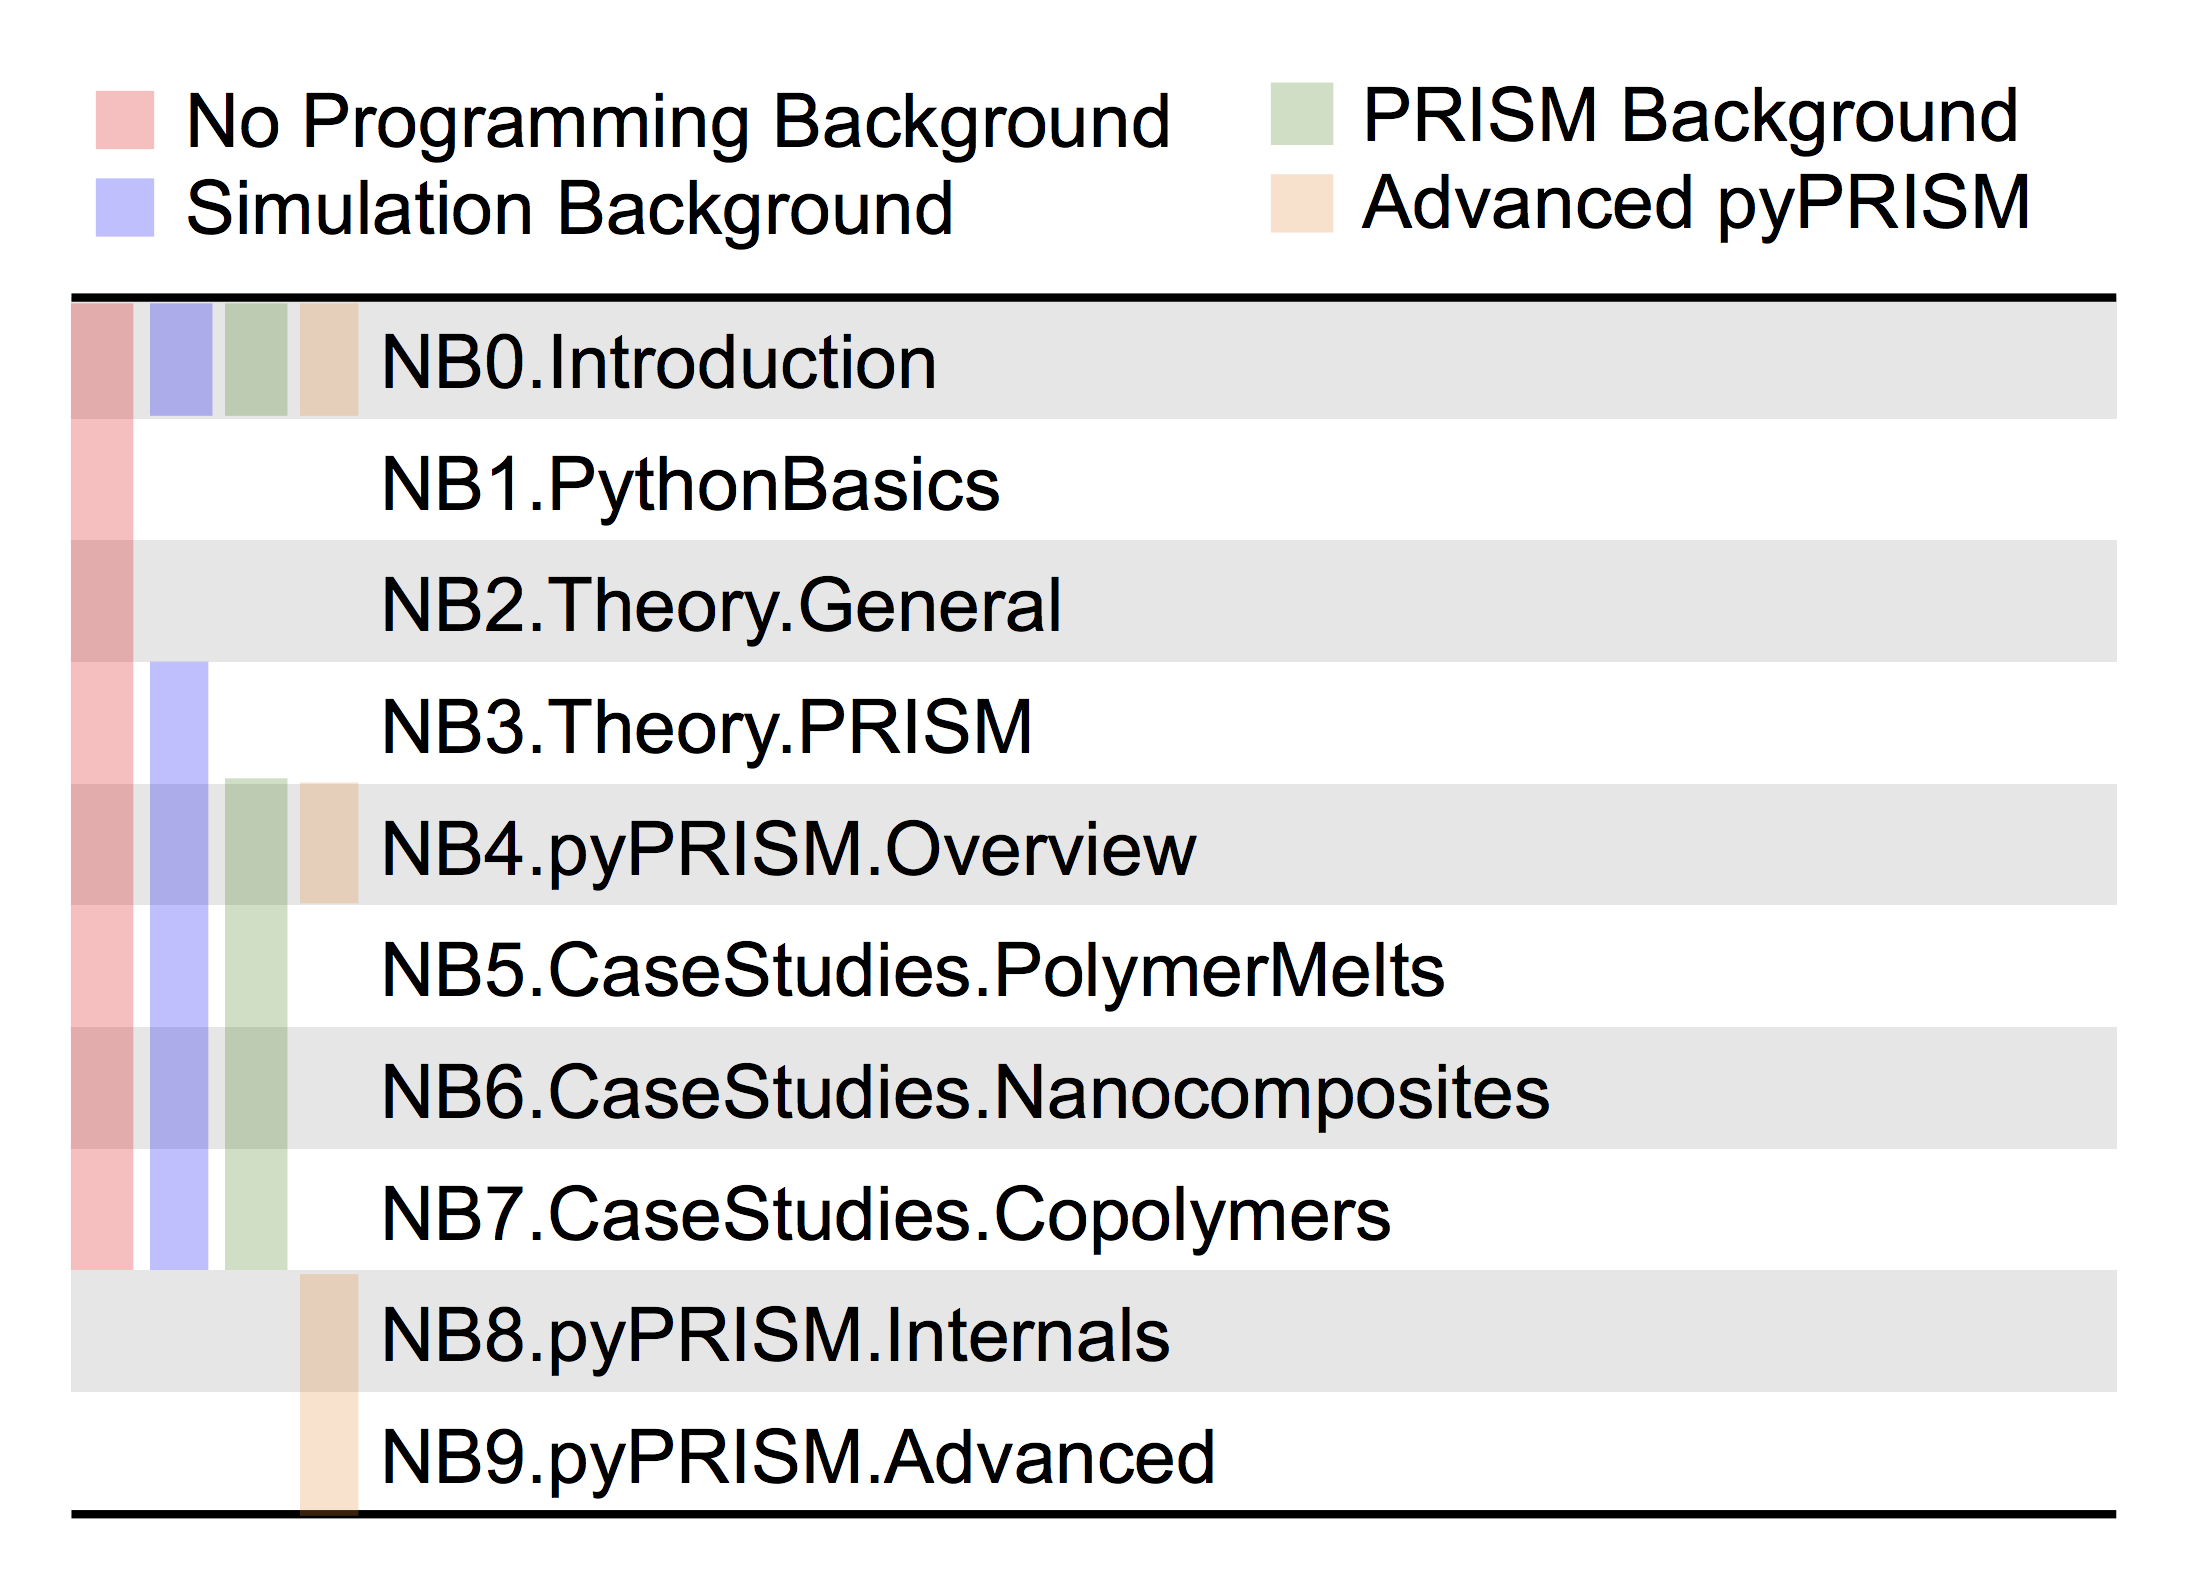 No Programming Background
Simulation Background
PRISM Background
Advanced pyPRISM
NB0.Introduction
NB1.PythonBasics
NB2.Theory.General
NB3.Theory.PRISM
NB4.pyPRISM.Overview
NB5.CaseStudies.PolymerMelts
NB6.CaseStudies.Nanocomposites
NB7.CaseStudies.Copolymers
NB8.pyPRISM.Internals
NB9.pyPRISM.Advanced